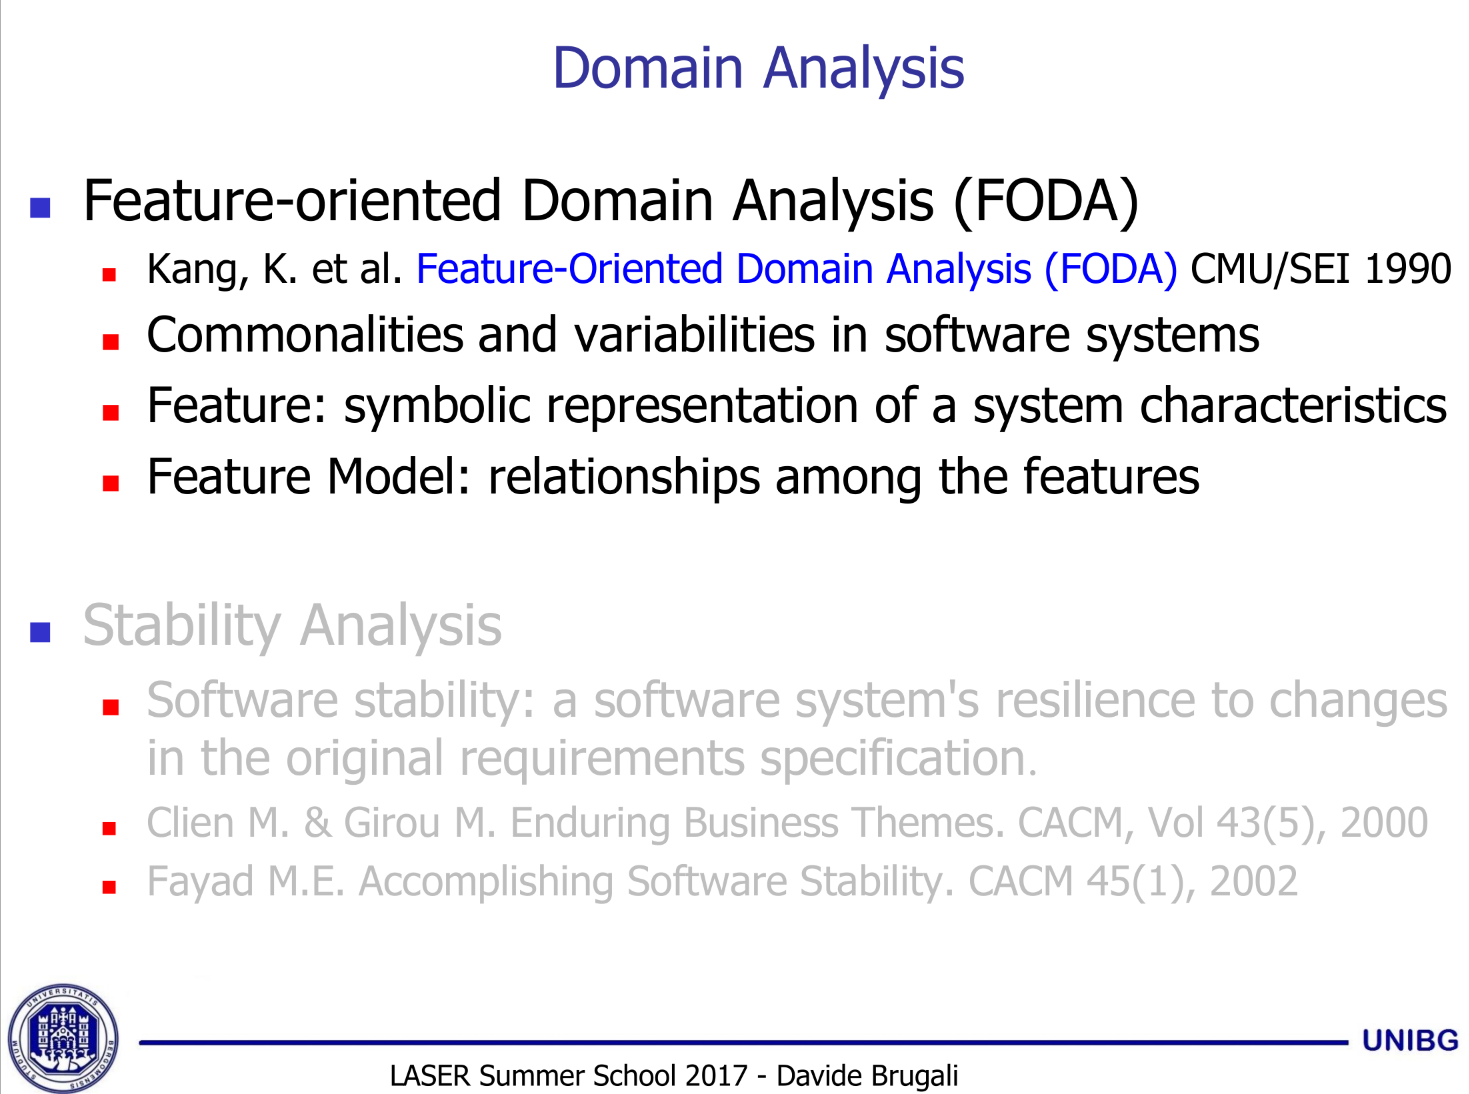 Domain Analysis
Feature-oriented Domain Analysis (FODA)
Kang, K. et al. Feature-Oriented Domain Analysis (FODA) CMU/SEI 1990
Commonalities and variabilities in software systems
Feature: symbolic representation of a system characteristics
Feature Model: relationships among the features
Stability Analysis
Software stability: a software system's resilience to changes
in the original requirements specification.
Clien M. & Girou M. Enduring Business Themes. CACM, Vol 43(5), 2000
Fayad M.E. Accomplishing Software Stability. CACM 45(1), 2002
UNIVERSITATIS
STUDIUM
BERGOMENSIS
UNIBG
LASER Summer School 2017 - Davide Brugali